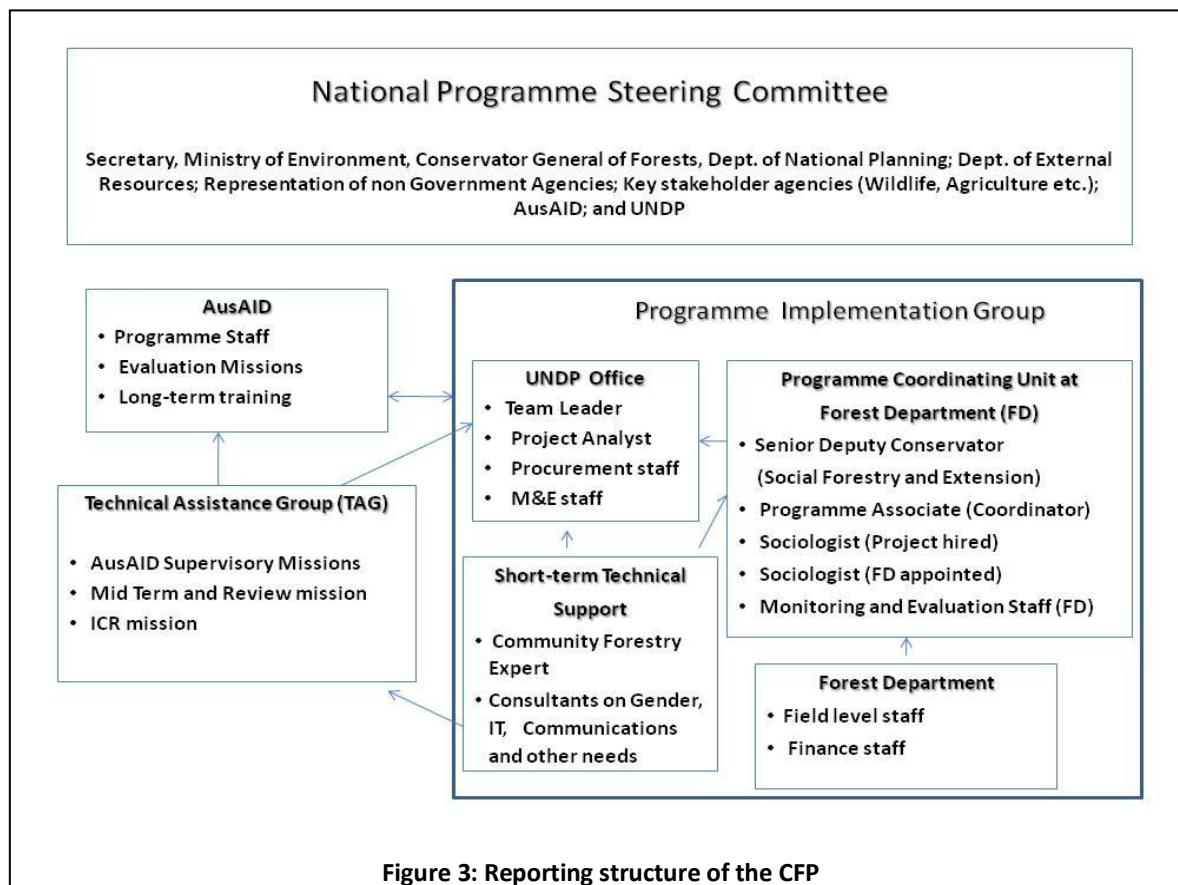 National Programme Steering Committee
Secretary, Ministry of Environment, Conservator General of Forests, Dept. of National Planning; Dept. of External
Resources; Representation of non Government Agencies; Key stakeholder agencies (Wildlife, Agriculture etc.);
AusAID; and UNDP
AusAID
• Programme Staff
• Evaluation Missions
• Long-term training
Technical Assistance Group (TAG)
• AusAID Supervisory Missions
• Mid Term and Review mission
• ICR mission
Programme Implementation Group
UNDP Office
• Team Leader
• Project Analyst
• Procurement staff
• M&E staff
Short-term Technical
Support
• Community Forestry
Expert
• Consultants on Gender,
IT, Communications
and other needs
Programme Coordinating Unit at
Forest Department (FD)
• Senior Deputy Conservator
(Social Forestry and Extension)
• Programme Associate (Coordinator)
• Sociologist (Project hired)
• Sociologist (FD appointed)
• Monitoring and Evaluation Staff (FD)
Forest Department
• Field level staff
• Finance staff
Figure 3: Reporting structure of the CFP